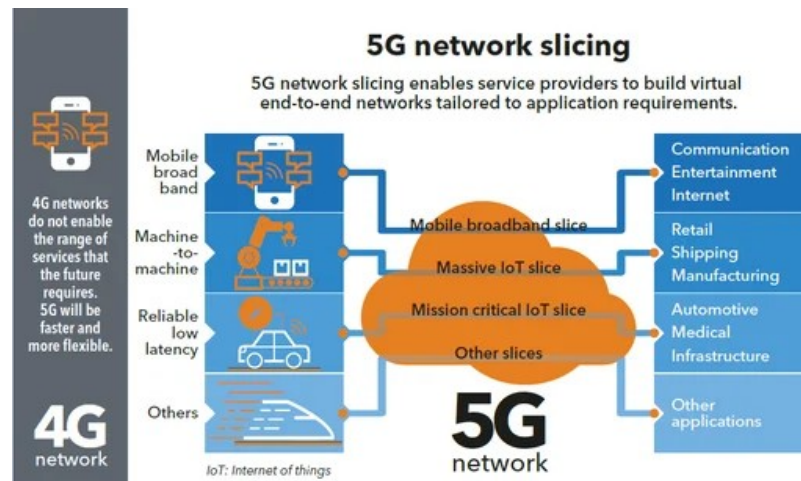 5G network slicing
5G network slicing enables service providers to build virtual
end-to-end networks tailored to application requirements.
4G networks
do not enable
the range of
services that
the future
requires.
5G will be
faster and
more flexible.
4G
network
Mobile
broad
band
Machine
-to-
machine
Reliable
low
latency
Others
IoT: Internet of things
Mobile broadband slice
Massive IoT slice
Mission critical IoT slice
Other slices
5G
network
Communication
Entertainment
Internet
Retail
Shipping
Manufacturing
Automotive
Medical
Infrastructure
Other
applications